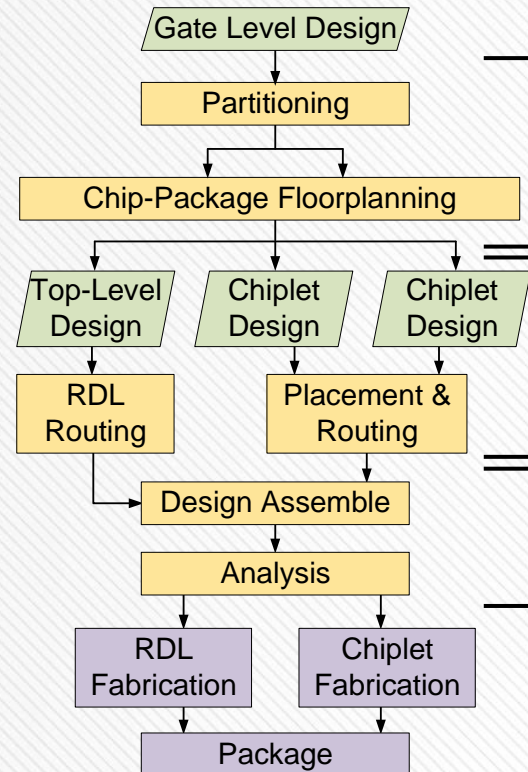 Gate Level Design
Partitioning
Chip-Package Floorplanning
Top-Level
Design
Chiplet
Design
Chiplet
Design
RDL
Routing
Placement &
Routing
Design Assemble
Analysis
RDL
Fabrication
Chiplet
Fabrication
Package